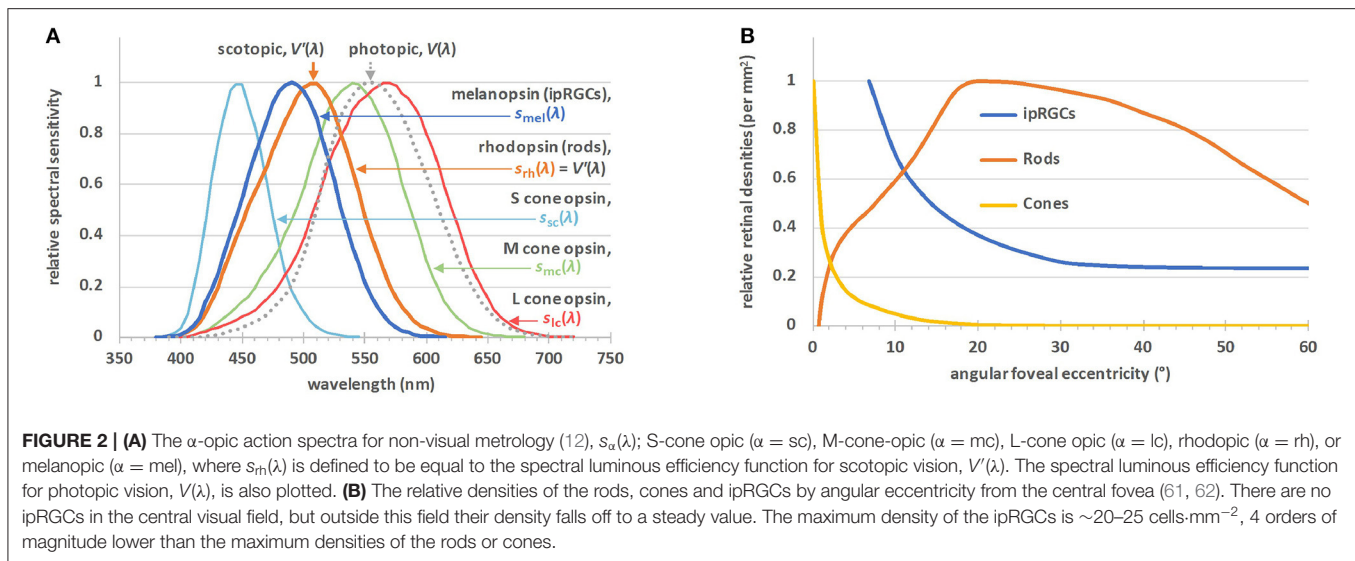 A
scotopic, V'(λ)
photopic, V(λ)
relative spectral sensitivity
1
0.8
0.6
0.4
0.2
0
melanopsin (ipRGCs),
s_mel(λ)
rhodopsin (rods),
s_rh(λ) = V'(λ)
S cone opsin,
s_sc(λ)
M cone opsin,
s_mc(λ)
L cone opsin,
s_lc(λ)
350 400 450 500 550 600 650 700 750
wavelength (nm)
B
relative retinal desnities (per mm²)
1
0.8
0.6
0.4
0.2
0
ipRGCs
Rods
Cones
0 10 20 30 40 50 60
angular foveal eccentricity (°)
FIGURE 2 | (A) The α-opic action spectra for non-visual metrology (12), sα(λ); S-cone opic (α = sc), M-cone-opic (α = mc), L-cone opic (α = lc), rhodopic (α = rh), or
melanopic (α = mel), where s_rh(λ) is defined to be equal to the spectral luminous efficiency function for scotopic vision, V′(λ). The spectral luminous efficiency function
for photopic vision, V(λ), is also plotted. (B) The relative densities of the rods, cones and ipRGCs by angular eccentricity from the central fovea (61, 62). There are no
ipRGCs in the central visual field, but outside this field their density falls off to a steady value. The maximum density of the ipRGCs is ∼20–25 cells·mm⁻², 4 orders of
magnitude lower than the maximum densities of the rods or cones.